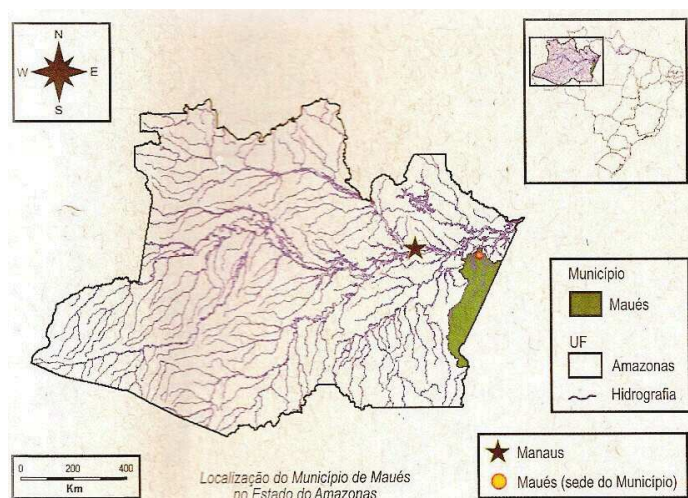 N
W E
S
Município
Maués
UF
Amazonas
Hidrografia
Manaus
Maués (sede do Município)
0 200 400
Km
Localização do Município de Maués
no Estado do Amazonas